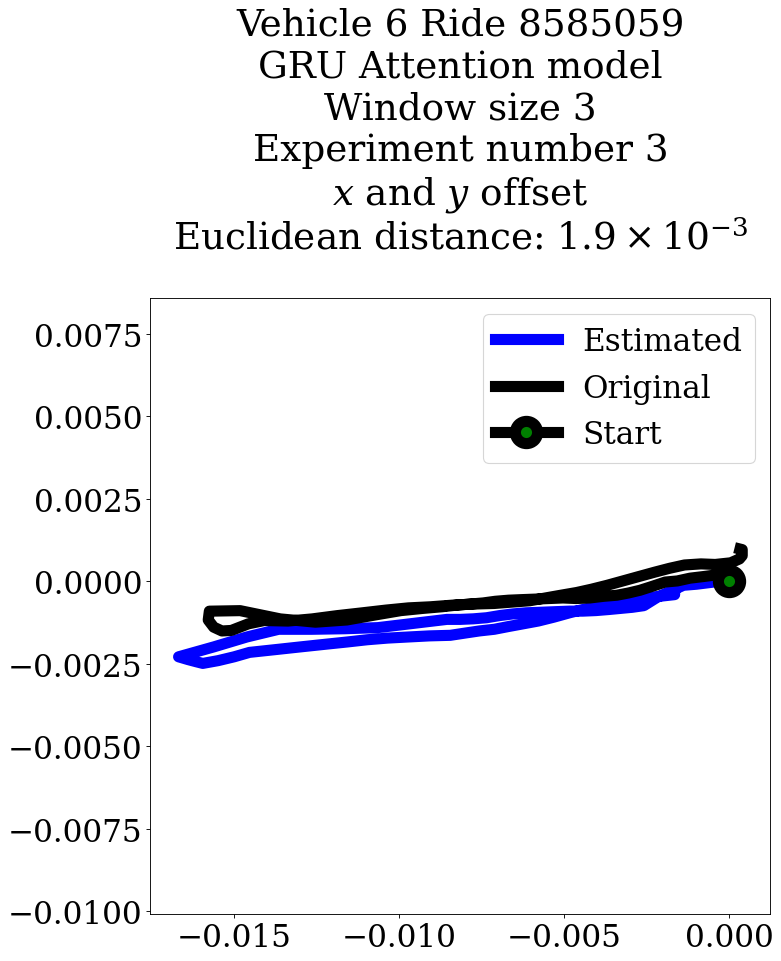 Vehicle 6 Ride 8585059
GRU Attention model
Window size 3
Experiment number 3
x and y offset
Euclidean distance: 1.9 × 10⁻³
Estimated
Original
Start
0.0075
0.0050
0.0025
0.0000
−0.0025
−0.0050
−0.0075
−0.0100
−0.015 −0.010 −0.005 0.000